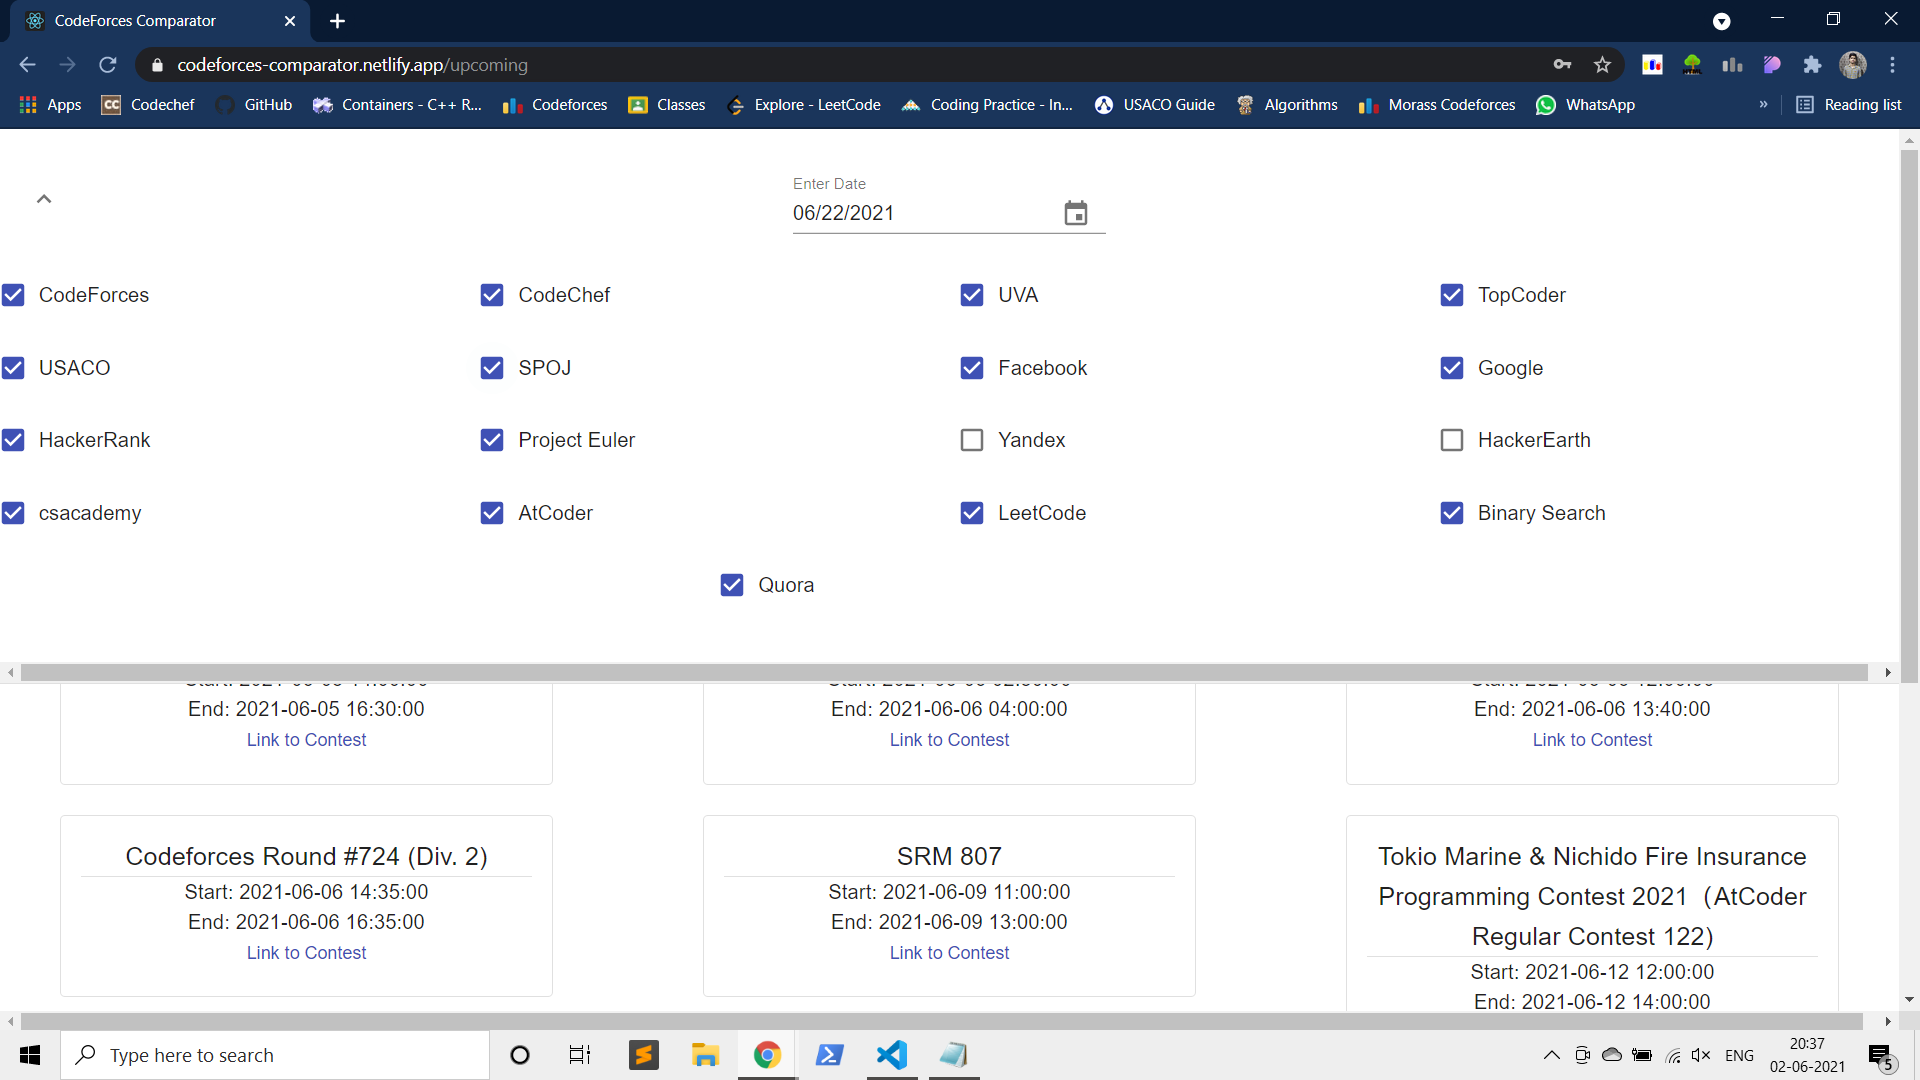 CodeForces Comparator
codeforces-comparator.netlify.app/upcoming
Apps Codechef GitHub Containers - C++ R... Codeforces Classes Explore - LeetCode Coding Practice - In... USACO Guide Algorithms Morass Codeforces WhatsApp » Reading list
Enter Date
06/22/2021
CodeForces CodeChef UVA TopCoder
USACO SPOJ Facebook Google
HackerRank Project Euler Yandex HackerEarth
csacademy AtCoder LeetCode Binary Search
Quora
End: 2021-06-05 16:30:00 End: 2021-06-06 04:00:00 End: 2021-06-06 13:40:00
Link to Contest Link to Contest Link to Contest
Codeforces Round #724 (Div. 2)
Start: 2021-06-06 14:35:00
End: 2021-06-06 16:35:00
Link to Contest
SRM 807
Start: 2021-06-09 11:00:00
End: 2021-06-09 13:00:00
Link to Contest
Tokio Marine & Nichido Fire Insurance
Programming Contest 2021（AtCoder
Regular Contest 122）
Start: 2021-06-12 12:00:00
End: 2021-06-12 14:00:00
Type here to search
ENG
20:37
02-06-2021
5